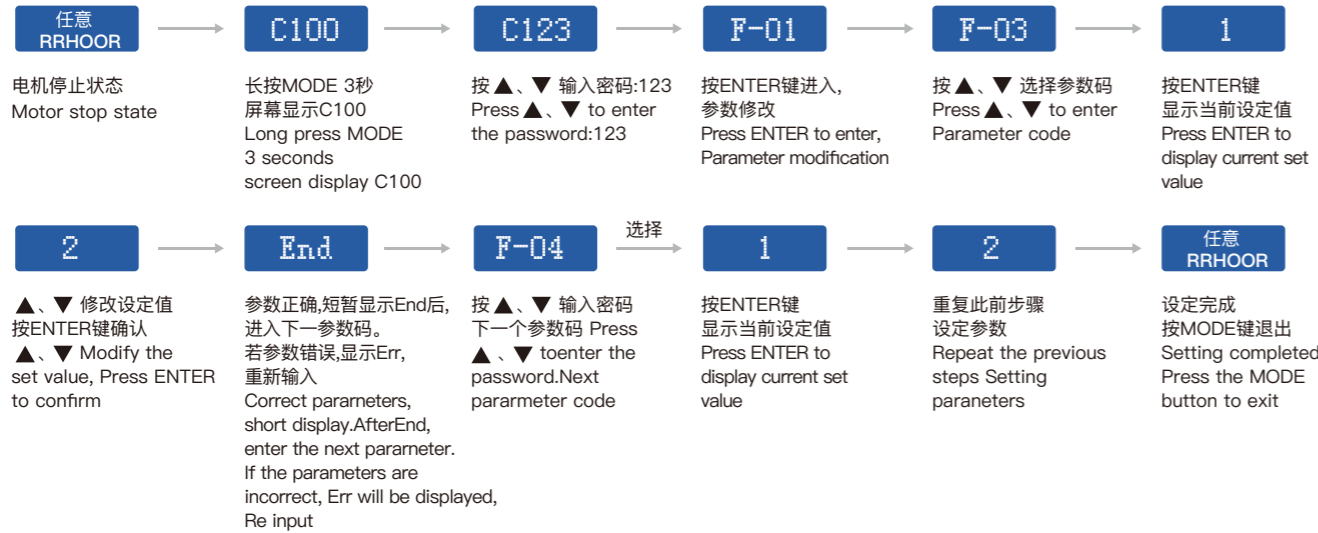 任意
RRHOOR
C100
C123
F-01
F-03
1
电机停止状态
Motor stop state
长按MODE 3秒
屏幕显示C100
Long press MODE
3 seconds
screen display C100
按▲、▼ 输入密码:123
Press▲、▼ to enter
the password:123
按ENTER键进入,
参数修改
Press ENTER to enter,
Parameter modification
按▲、▼ 选择参数码
Press▲、▼ to enter
Parameter code
按ENTER键
显示当前设定值
Press ENTER to
display current set
value
2
End
F-04
选择
1
2
任意
RRHOOR
▲、▼ 修改设定值
按ENTER键确认
▲、▼ Modify the
set value, Press ENTER
to confirm
参数正确,短暂显示End后,
进入下一参数码。
若参数错误,显示Err,
重新输入
Correct pararneters,
short display.AfterEnd,
enter the next pararneter.
If the parameters are
incorrect, Err will be displayed,
Re input
按▲、▼ 输入密码
下一个参数码 Press
▲、▼ toenter the
password.Next
pararmeter code
按ENTER键
显示当前设定值
Press ENTER to
display current set
value
重复此前步骤
设定参数
Repeat the previous
steps Setting
paraneters
设定完成
按MODE键退出
Setting completed
Press the MODE
button to exit